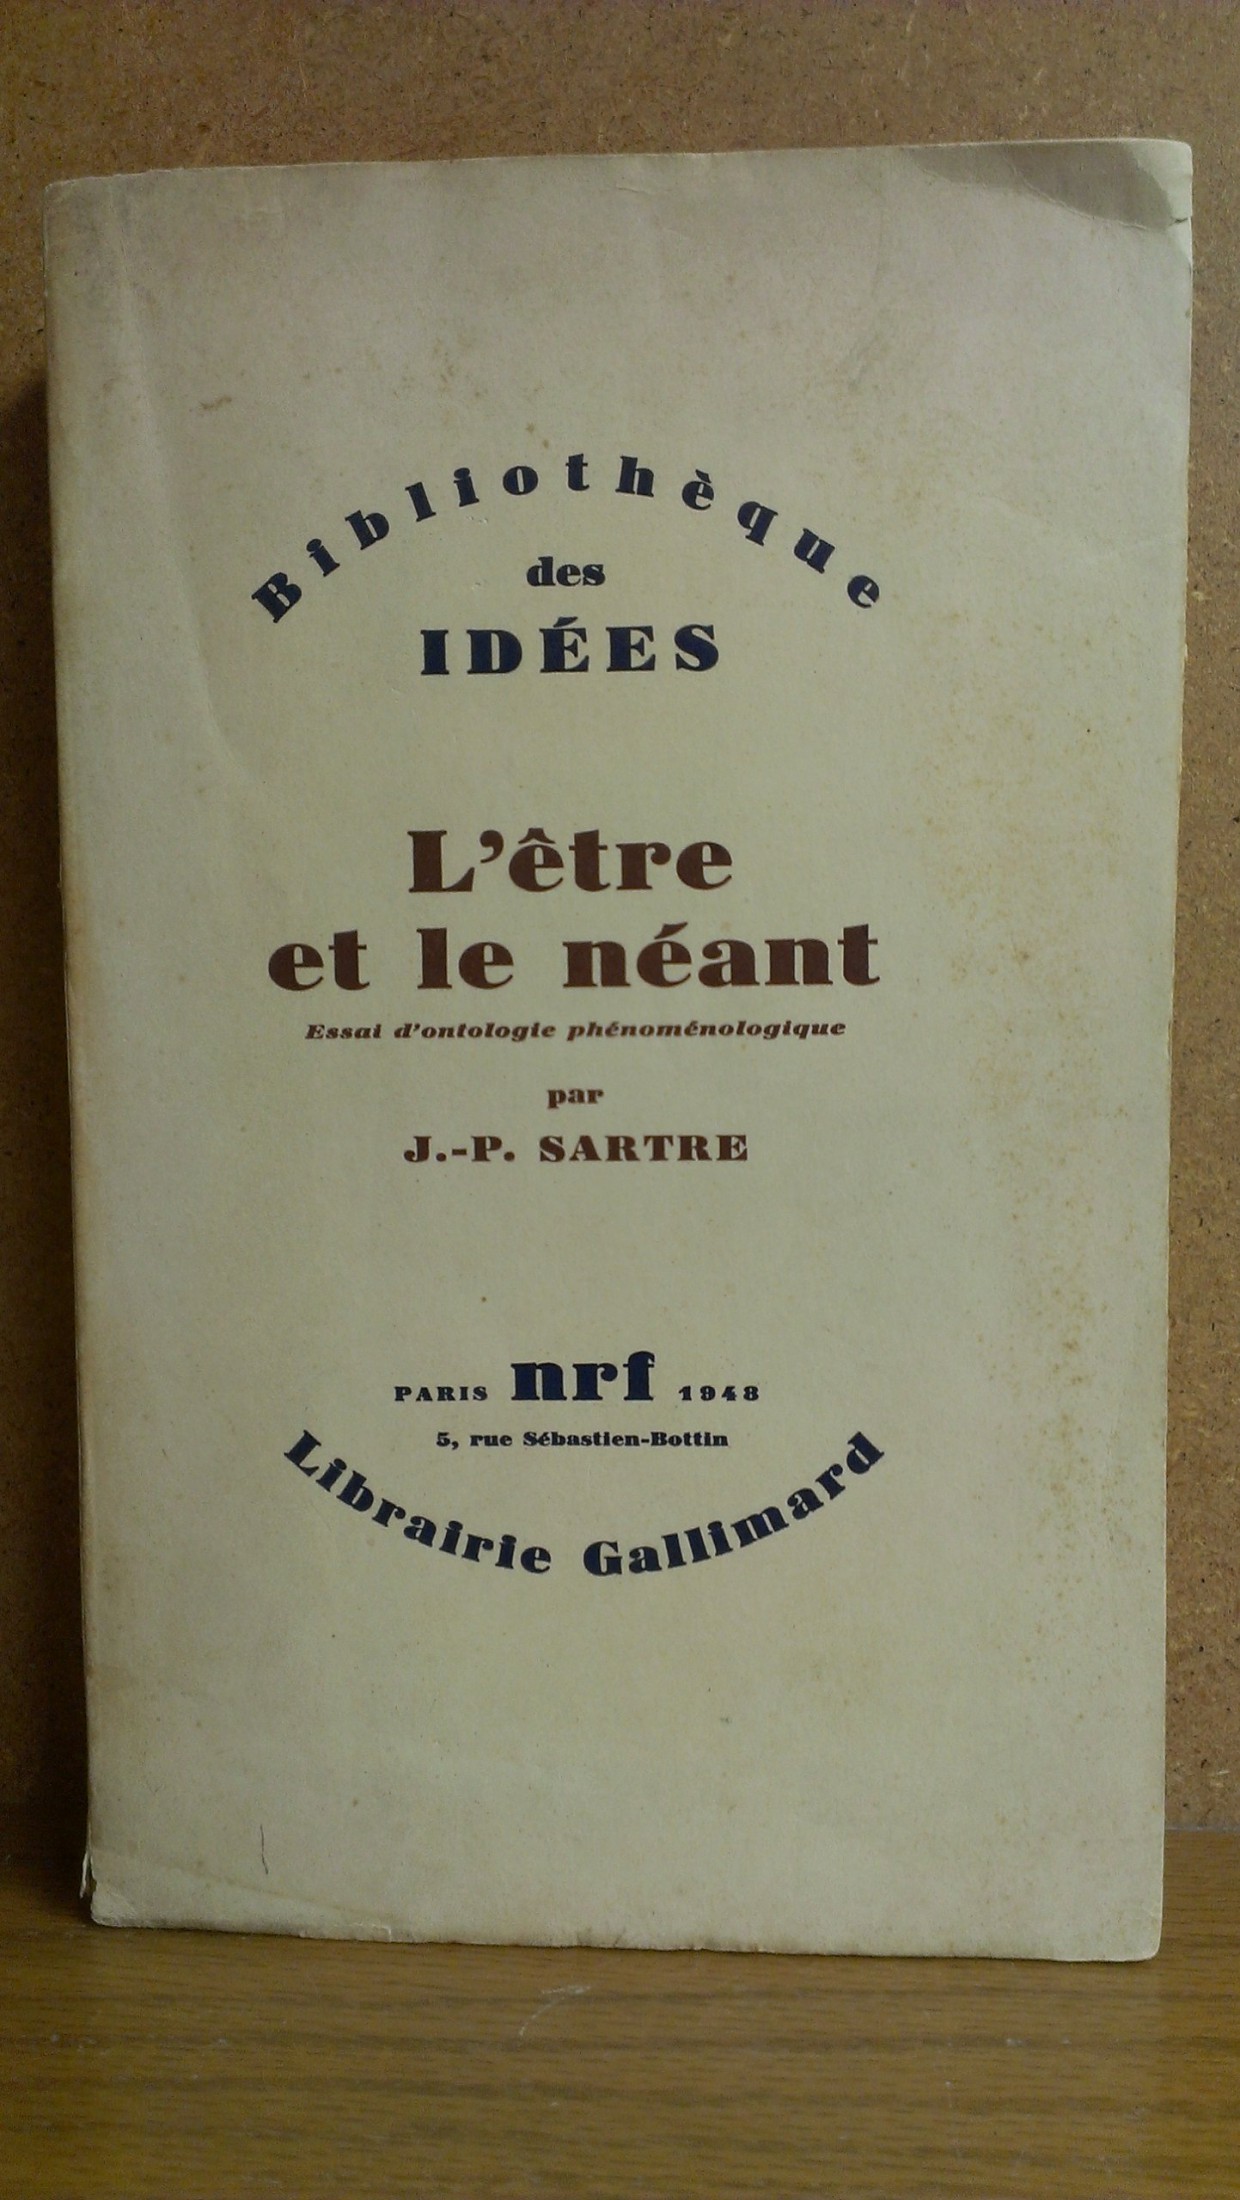 Bibliothèque
des
IDÉES
L'être
et le néant
Essai d'ontologie phénoménologique
par
J.-P. SARTRE
PARIS nrf 1948
5, rue Sébastien-Bottin
Librairie Gallimard